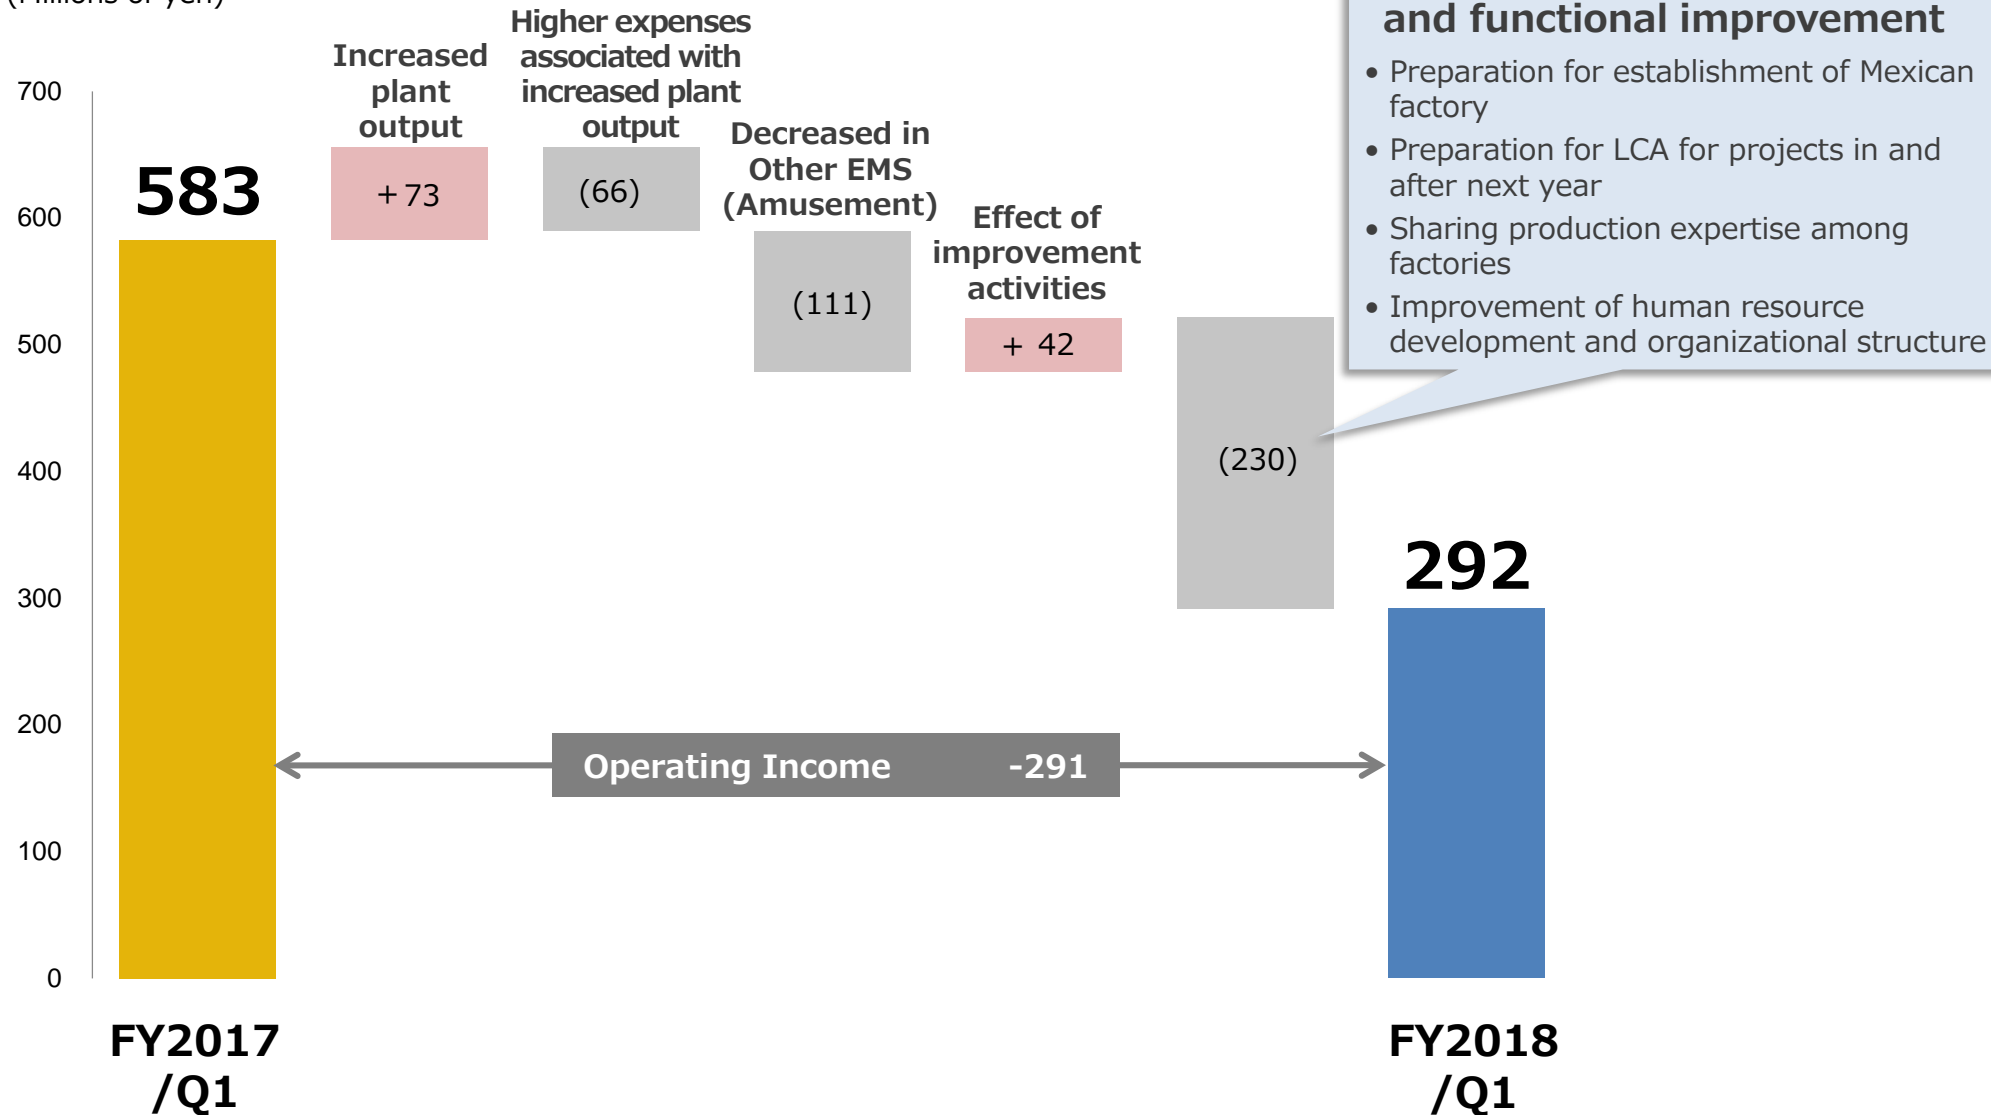 (Millions of yen)
700
600
500
400
300
200
100
0
583
FY2017
/Q1
Increased
plant
output
+73
Higher expenses
associated with
increased plant
output
(66)
Decreased in
Other EMS
(Amusement)
(111)
Effect of
improvement
activities
+ 42
(230)
and functional improvement
• Preparation for establishment of Mexican
factory
• Preparation for LCA for projects in and
after next year
• Sharing production expertise among
factories
• Improvement of human resource
development and organizational structure
Operating Income -291
292
FY2018
/Q1